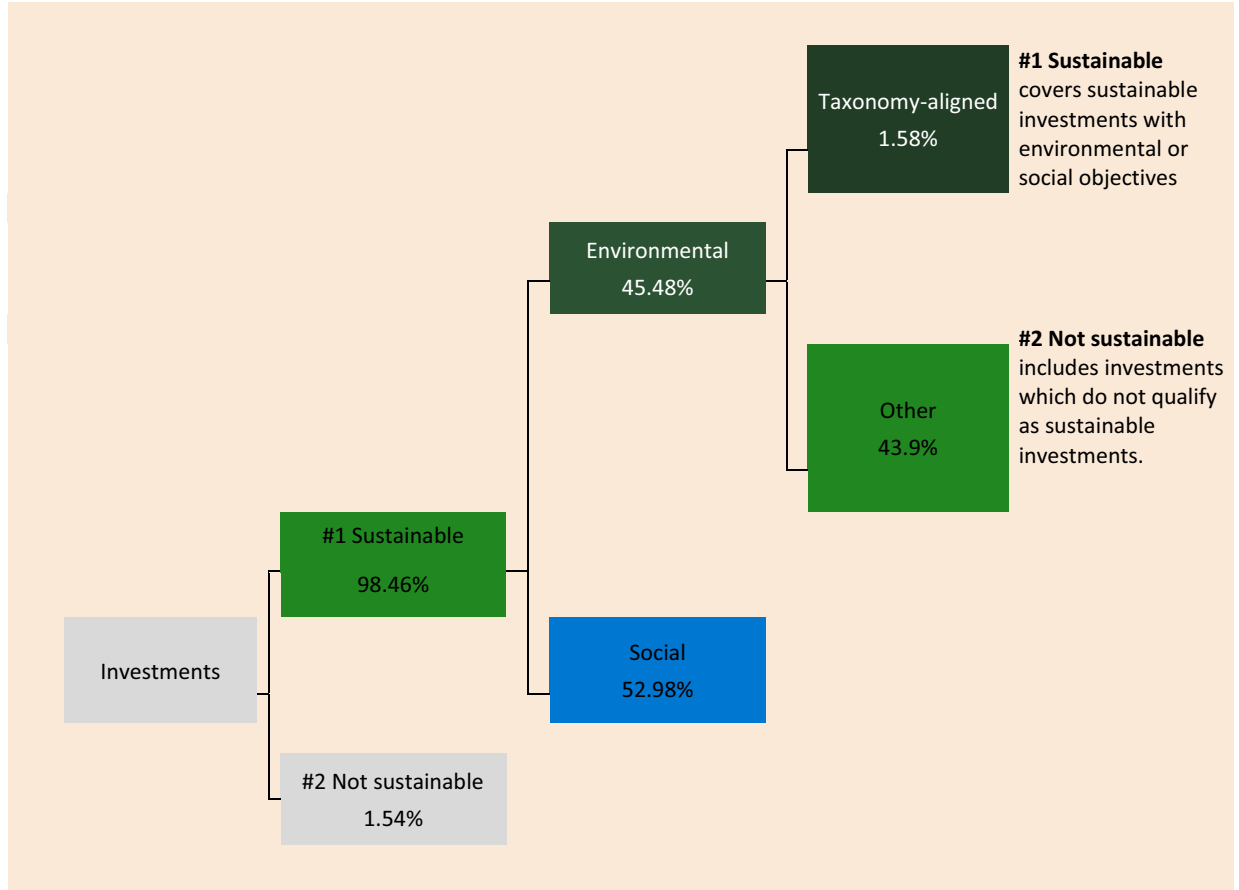 Taxonomy-aligned
1.58%
#1 Sustainable
covers sustainable
investments with
environmental or
social objectives
Environmental
45.48%
Other
43.9%
#2 Not sustainable
includes investments
which do not qualify
as sustainable
investments.
#1 Sustainable
98.46%
Investments
Social
52.98%
#2 Not sustainable
1.54%